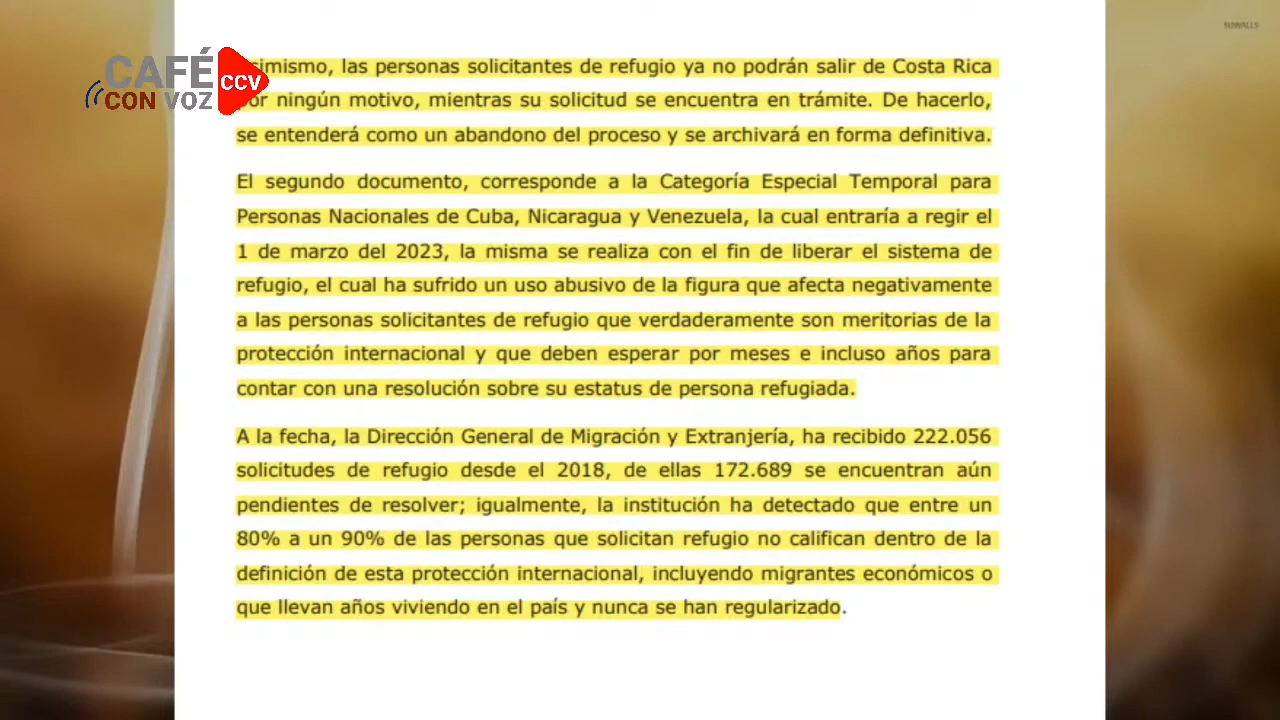 SUWALLS
CAFÉ
CON VOZ
CCV
simismo, las personas solicitantes de refugio ya no podrán salir de Costa Rica
por ningún motivo, mientras su solicitud se encuentra en trámite. De hacerlo,
se entenderá como un abandono del proceso y se archivará en forma definitiva.
El segundo documento, corresponde a la Categoría Especial Temporal para
Personas Nacionales de Cuba, Nicaragua y Venezuela, la cual entraría a regir el
1 de marzo del 2023, la misma se realiza con el fin de liberar el sistema de
refugio, el cual ha sufrido un uso abusivo de la figura que afecta negativamente
a las personas solicitantes de refugio que verdaderamente son meritorias de la
protección internacional y que deben esperar por meses e incluso años para
contar con una resolución sobre su estatus de persona refugiada.
A la fecha, la Dirección General de Migración y Extranjería, ha recibido 222.056
solicitudes de refugio desde el 2018, de ellas 172.689 se encuentran aún
pendientes de resolver; igualmente, la institución ha detectado que entre un
80% a un 90% de las personas que solicitan refugio no califican dentro de la
definición de esta protección internacional, incluyendo migrantes económicos o
que llevan años viviendo en el país y nunca se han regularizado.